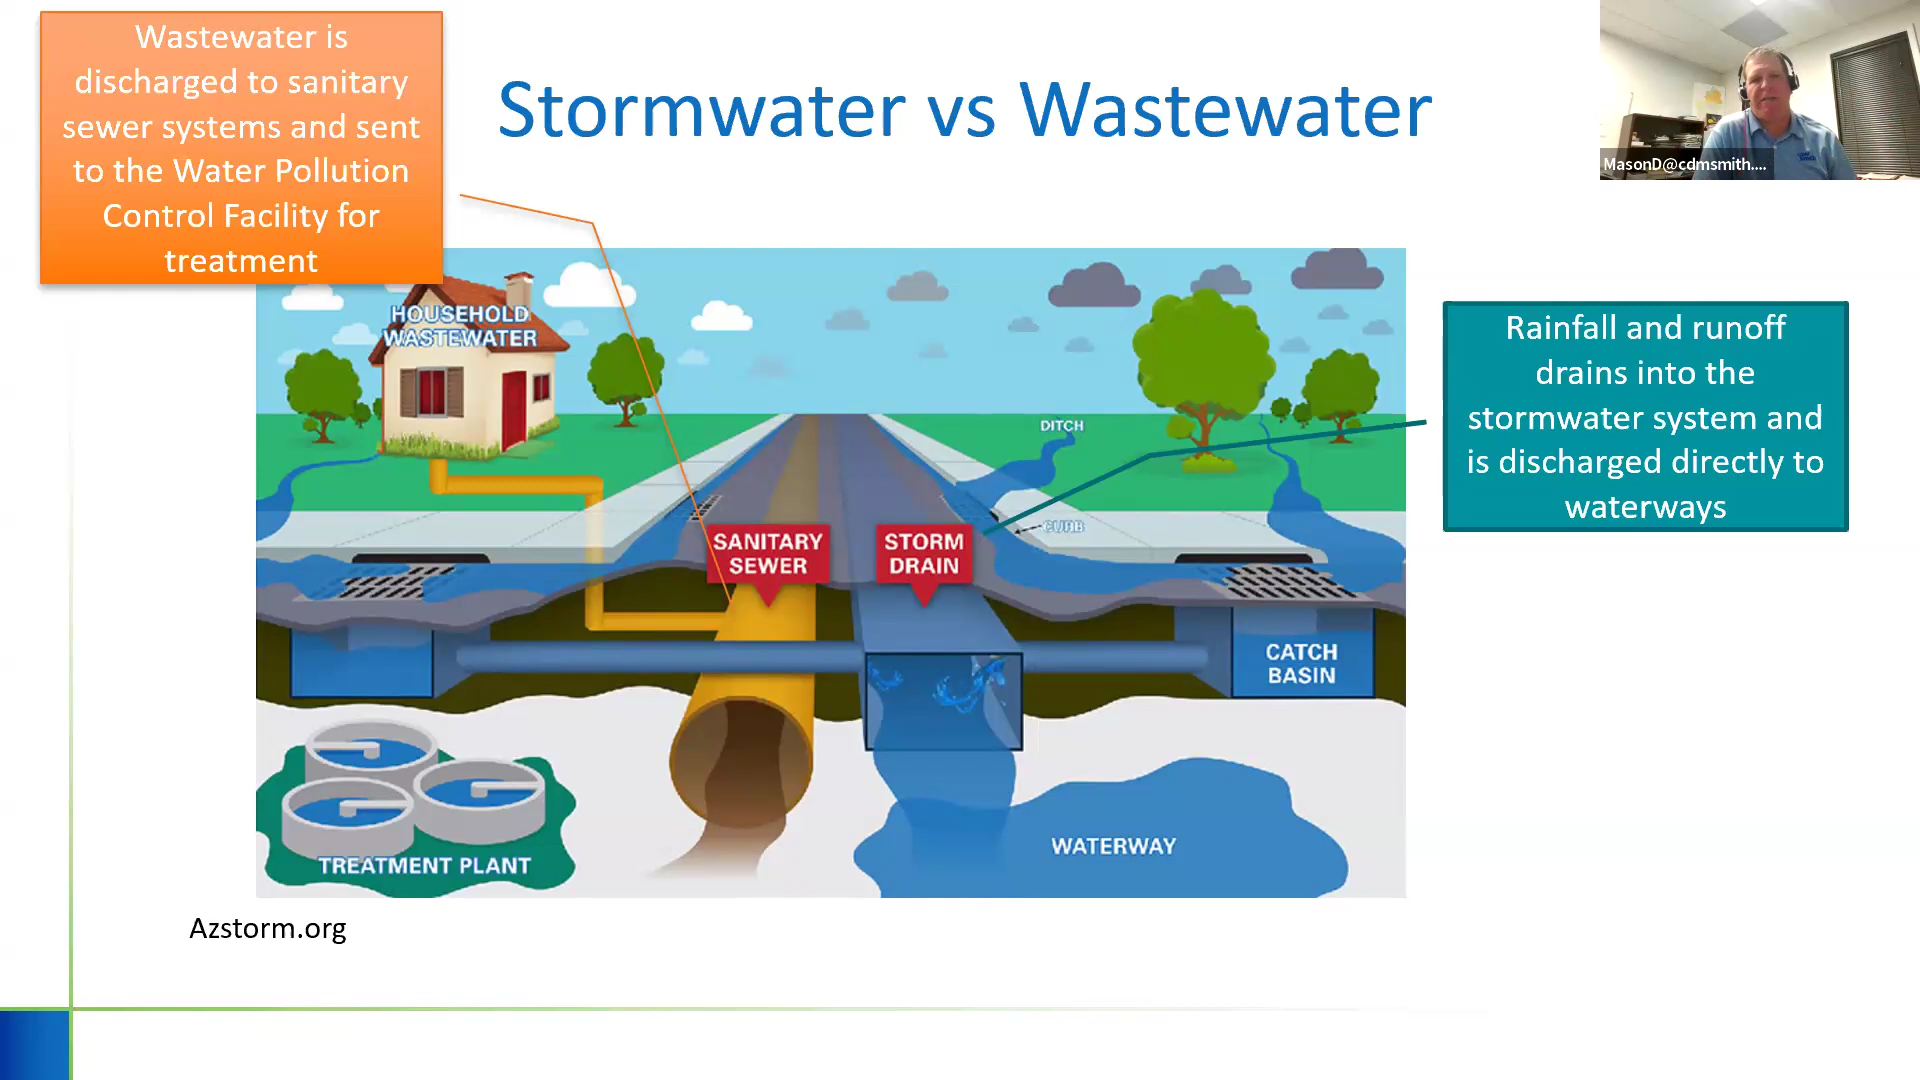 Wastewater is
discharged to sanitary
sewer systems and sent
to the Water Pollution
Control Facility for
treatment
Stormwater vs Wastewater
MasonD@cdmsmith....
HOUSEHOLD
WASTEWATER
Rainfall and runoff
drains into the
stormwater system and
is discharged directly to
waterways
DITCH
CURB
SANITARY
SEWER
STORM
DRAIN
CATCH
BASIN
TREATMENT PLANT
WATERWAY
Azstorm.org